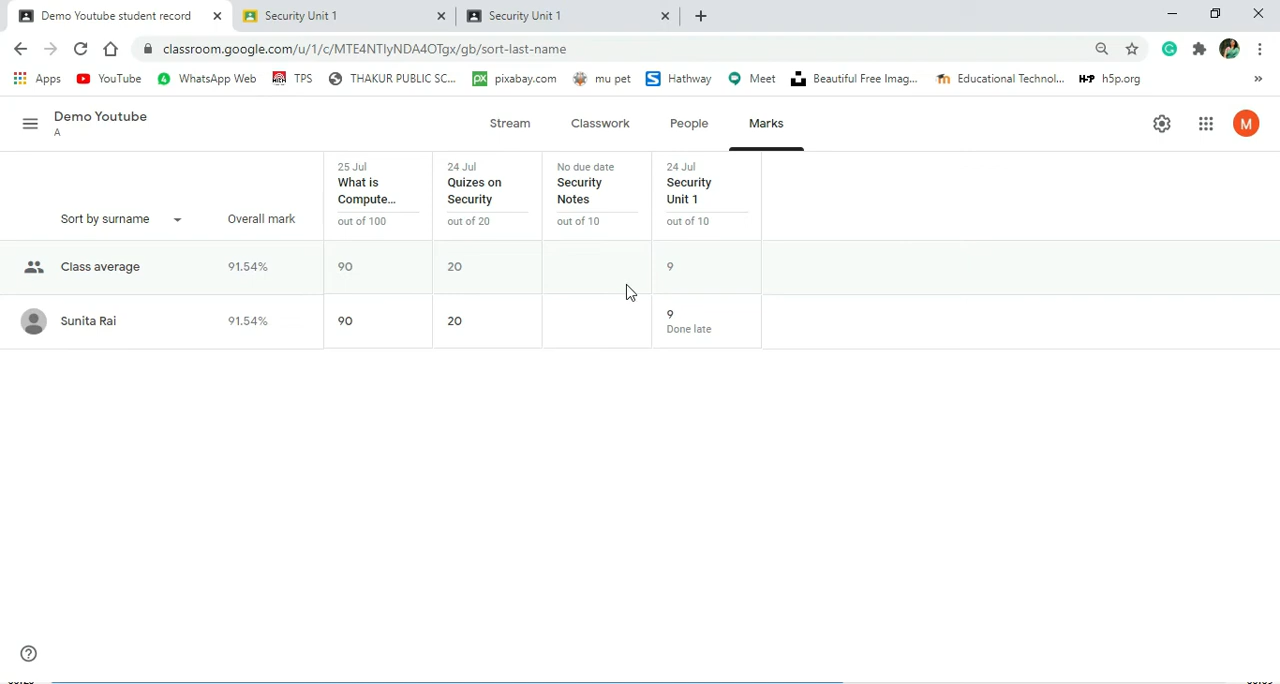 Demo Youtube student record
Security Unit 1
Security Unit 1
classroom.google.com/u/1/c/MTE4NTIyNDA4OTgx/gb/sort-last-name
Apps
YouTube
WhatsApp Web
TPS
THAKUR PUBLIC SC...
pixabay.com
mu pet
Hathway
Meet
Beautiful Free Imag...
Educational Technol...
H5P h5p.org
»
Demo Youtube
A
Stream
Classwork
People
Marks
M
Sort by surname
Overall mark
25 Jul
What is
Compute...
out of 100
24 Jul
Quizes on
Security
out of 20
No due date
Security
Notes
out of 10
24 Jul
Security
Unit 1
out of 10
Class average
91.54%
90
20
9
Sunita Rai
91.54%
90
20
9
Done late